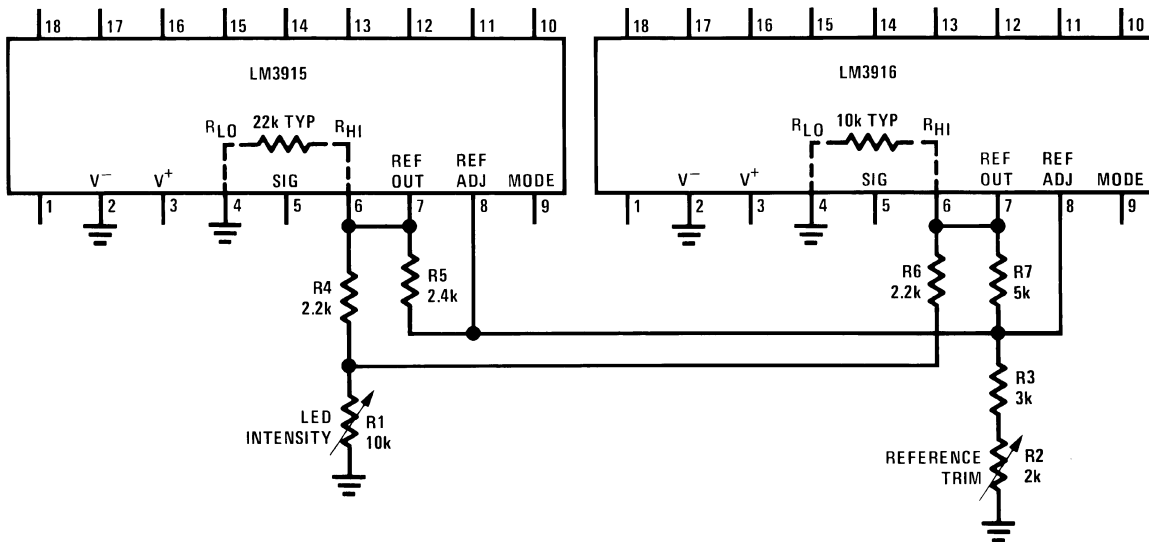 18 17 16 15 14 13 12 11 10
LM3915
RLO 22k TYP RHI
V− V+ SIG REF OUT REF ADJ MODE
1 2 3 4 5 6 7 8 9
18 17 16 15 14 13 12 11 10
LM3916
RLO 10k TYP RHI
V− V+ SIG REF OUT REF ADJ MODE
1 2 3 4 5 6 7 8 9
R4
2.2k
R5
2.4k
R6
2.2k
R7
5k
LED
INTENSITY
R1
10k
R3
3k
REFERENCE
TRIM
R2
2k